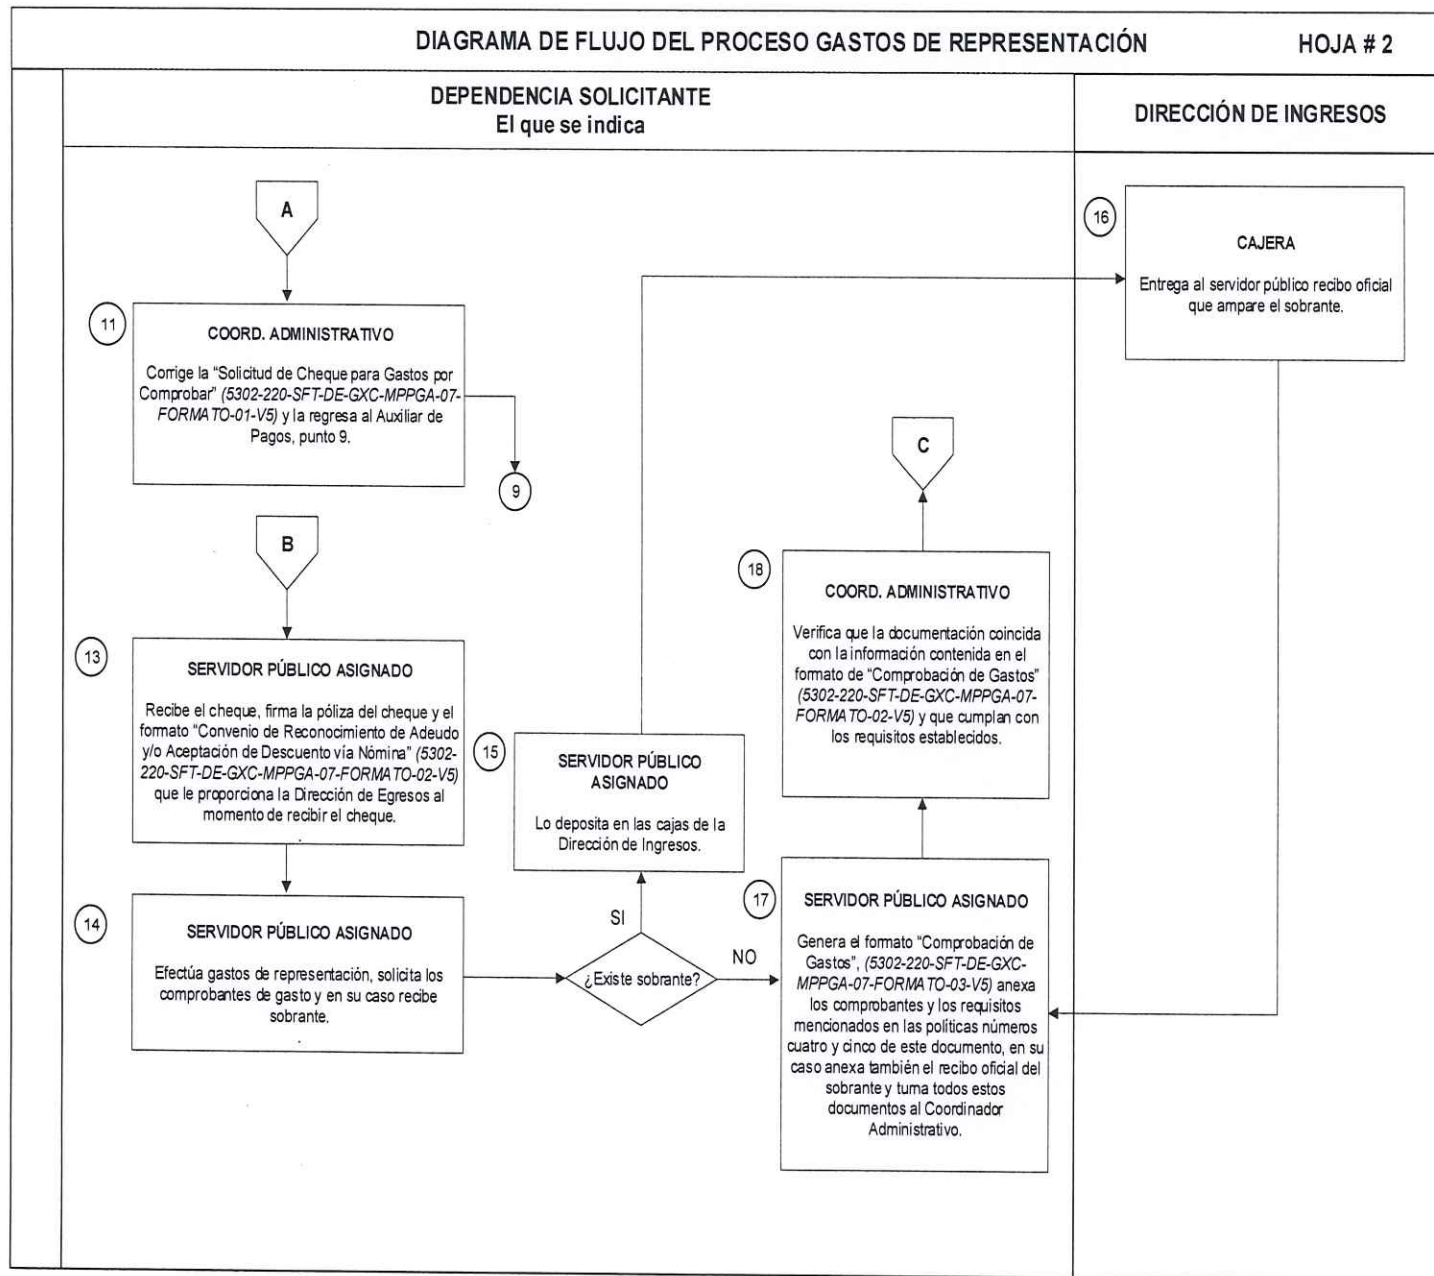 DIAGRAMA DE FLUJO DEL PROCESO GASTOS DE REPRESENTACIÓN
HOJA # 2
DEPENDENCIA SOLICITANTE
El que se indica
DIRECCIÓN DE INGRESOS
A
11
COORD. ADMINISTRATIVO
Corrige la “Solicitud de Cheque para Gastos por
Comprobar” (5302-220-SFT-DE-GXC-MPPGA-07-
FORMATO-01-V5) y la regresa al Auxiliar de
Pagos, punto 9.
9
B
13
SERVIDOR PÚBLICO ASIGNADO
Recibe el cheque, firma la póliza del cheque y el
formato “Convenio de Reconocimiento de Adeudo
y/o Aceptación de Descuento vía Nómina” (5302-
220-SFT-DE-GXC-MPPGA-07-FORMATO-02-V5)
que le proporciona la Dirección de Egresos al
momento de recibir el cheque.
.
14
SERVIDOR PÚBLICO ASIGNADO
Efectúa gastos de representación, solicita los
comprobantes de gasto y en su caso recibe
sobrante.
.
¿Existe sobrante?
SI
NO
15
SERVIDOR PÚBLICO
ASIGNADO
Lo deposita en las cajas de la
Dirección de Ingresos.
16
CAJERA
Entrega al servidor público recibo oficial
que ampare el sobrante.
17
SERVIDOR PÚBLICO ASIGNADO
Genera el formato “Comprobación de
Gastos”, (5302-220-SFT-DE-GXC-
MPPGA-07-FORMATO-03-V5) anexa
los comprobantes y los requisitos
mencionados en las políticas números
cuatro y cinco de este documento, en su
caso anexa también el recibo oficial del
sobrante y turna todos estos
documentos al Coordinador
Administrativo.
18
COORD. ADMINISTRATIVO
Verifica que la documentación coincida
con la información contenida en el
formato de “Comprobación de Gastos”
(5302-220-SFT-DE-GXC-MPPGA-07-
FORMATO-02-V5) y que cumplan con
los requisitos establecidos.
C